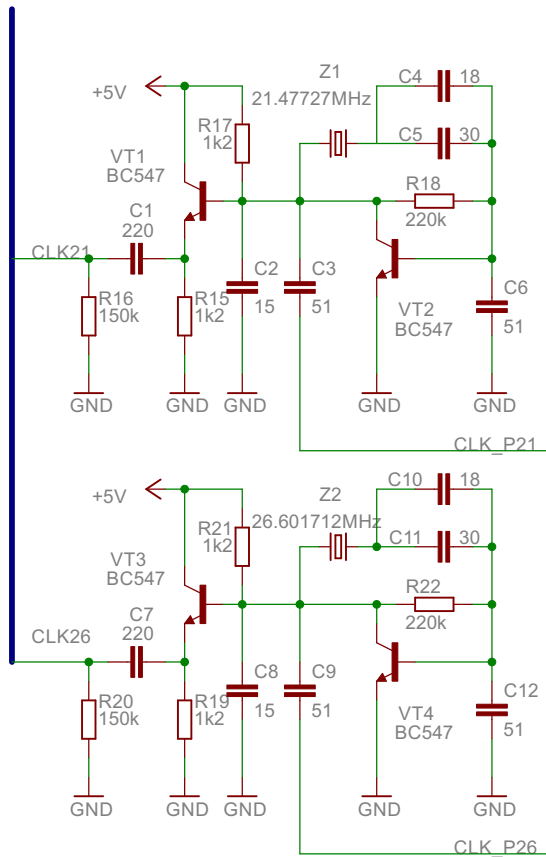 Z1
C4 18
+5V
21.47727MHz
R17
1k2
C5 30
VT1
BC547
R18
220k
C1
220
CLK21
C2
15
C3
51
VT2
BC547
C6
51
R16
150k
R15
1k2
GND GND GND GND GND
CLK_P21
Z2
C10 18
+5V
26.601712MHz
R21
1k2
C11 30
VT3
BC547
R22
220k
C7
220
CLK26
C8
15
C9
51
VT4
BC547
C12
51
R20
150k
R19
1k2
GND GND GND GND GND
CLK_P26